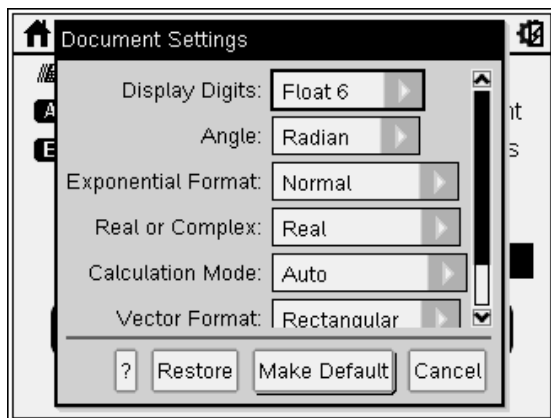 Document Settings
Display Digits: Float 6
Angle: Radian
Exponential Format: Normal
Real or Complex: Real
Calculation Mode: Auto
Vector Format: Rectangular
? Restore Make Default Cancel